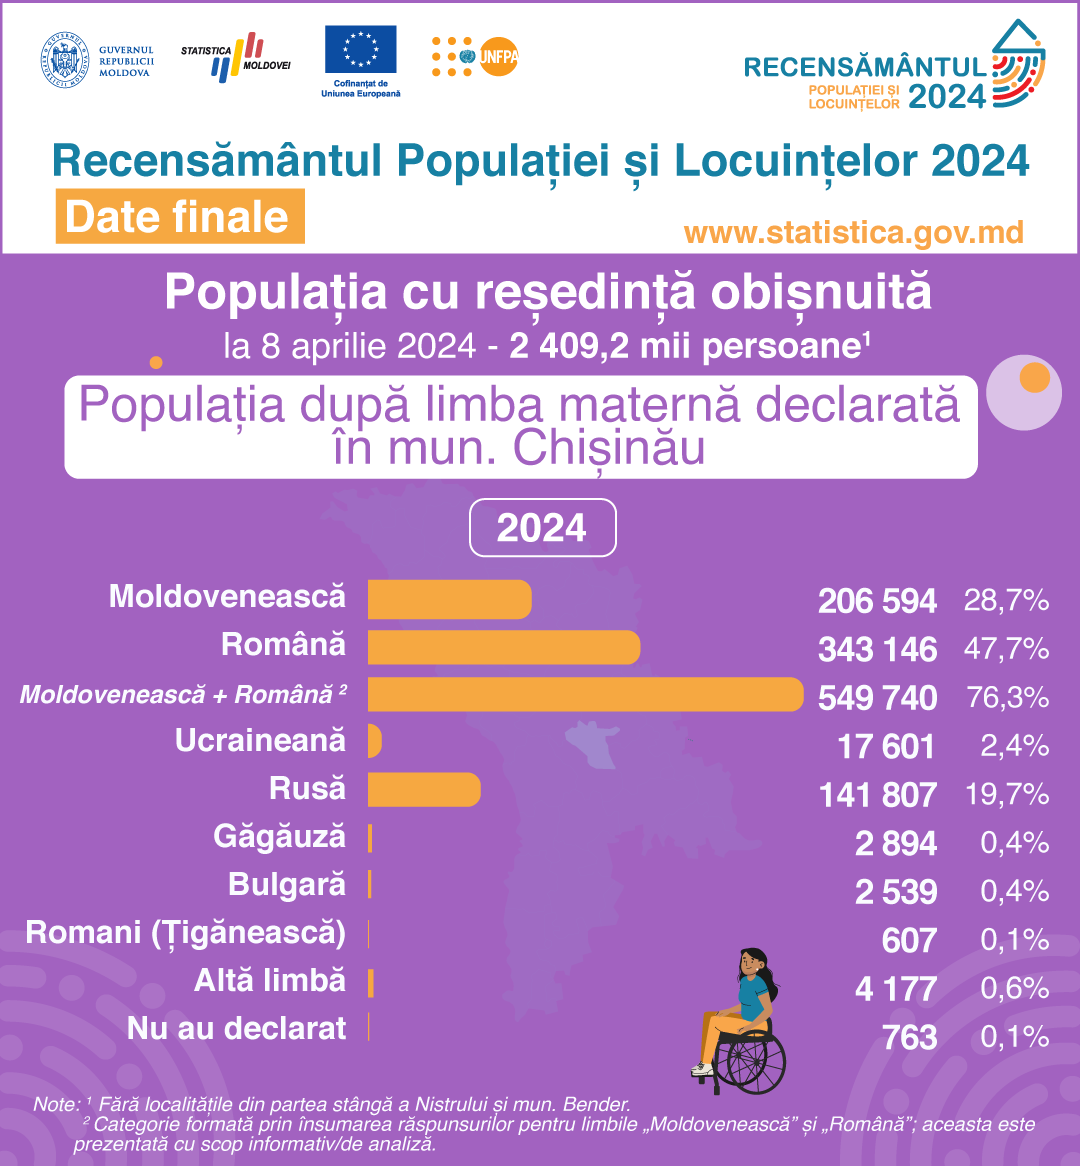 GUVERNUL
REPUBLICII
MOLDOVA
STATISTICA
MOLDOVEI
Cofinanțat de
Uniunea Europeană
UNFPA
RECENSĂMÂNTUL
POPULAȚIEI ȘI
LOCUINȚELOR
2024
Recensământul Populației și Locuințelor 2024
Date finale
www.statistica.gov.md
Populația cu reședință obișnuită
la 8 aprilie 2024 - 2 409,2 mii persoane¹
Populația după limba maternă declarată
în mun. Chișinău
2024
Moldovenească 206 594 28,7%
Română 343 146 47,7%
Moldovenească + Română ² 549 740 76,3%
Ucraineană 17 601 2,4%
Rusă 141 807 19,7%
Găgăuză 2 894 0,4%
Bulgară 2 539 0,4%
Romani (Țigănească) 607 0,1%
Altă limbă 4 177 0,6%
Nu au declarat 763 0,1%
Note: ¹ Fără localitățile din partea stângă a Nistrului și mun. Bender.
² Categorie formată prin însumarea răspunsurilor pentru limbile „Moldovenească” și „Română”; aceasta este
prezentată cu scop informativ/de analiză.